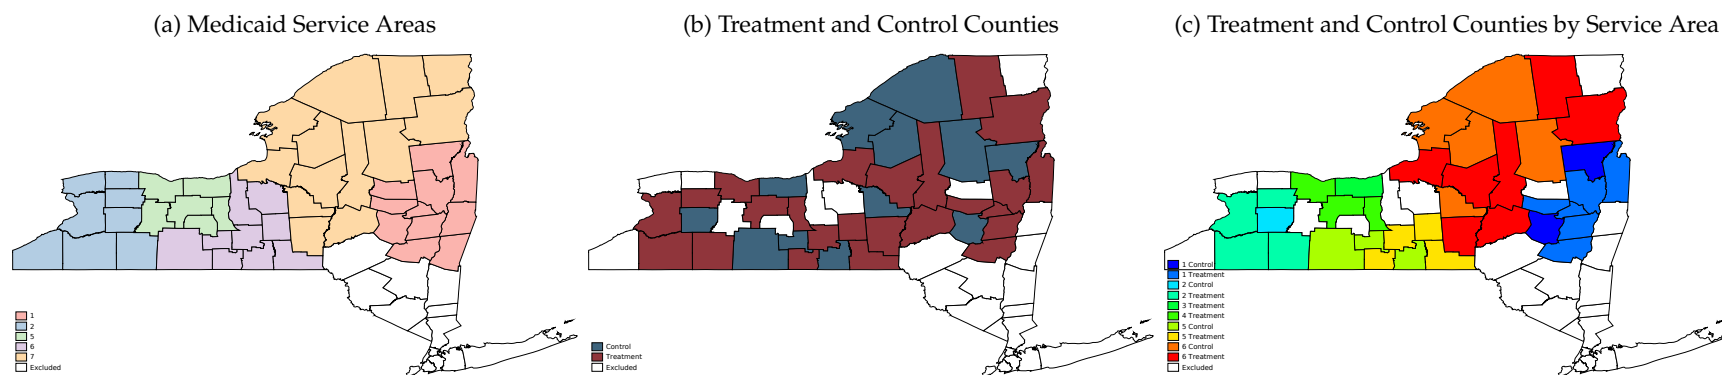 (a) Medicaid Service Areas
1
2
5
6
7
Excluded
(b) Treatment and Control Counties
Control
Treatment
Excluded
(c) Treatment and Control Counties by Service Area
1 Control
1 Treatment
2 Control
2 Treatment
3 Treatment
4 Treatment
5 Control
5 Treatment
6 Control
6 Treatment
Excluded